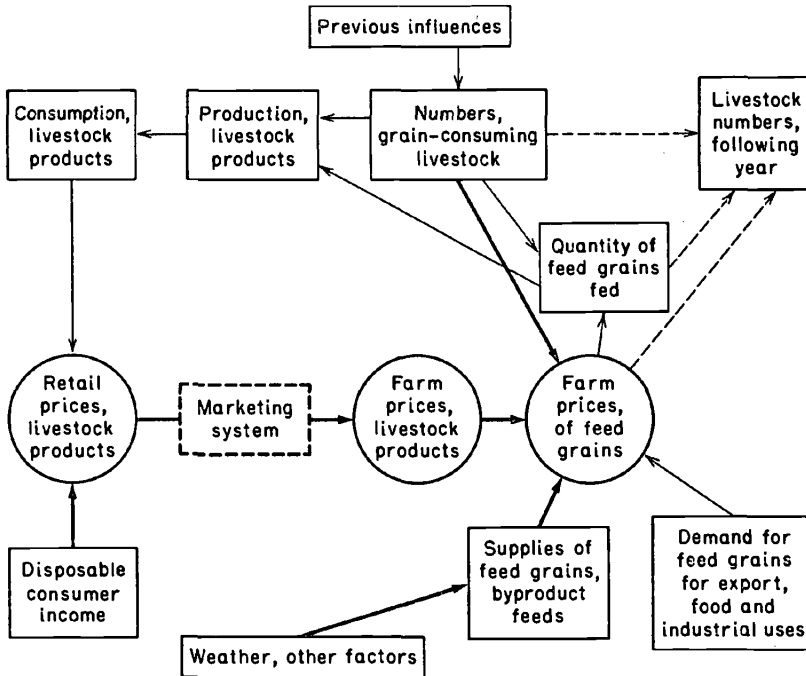 Previous influences
Consumption,
livestock
products
Production,
livestock
products
Numbers,
grain-consuming
livestock
Livestock
numbers,
following
year
Quantity of
feed grains
fed
Retail
prices,
livestock
products
Marketing
system
Farm
prices,
livestock
products
Farm
prices,
of feed
grains
Disposable
consumer
income
Supplies of
feed grains,
byproduct
feeds
Demand for
feed grains
for export,
food and
industrial uses
Weather, other factors